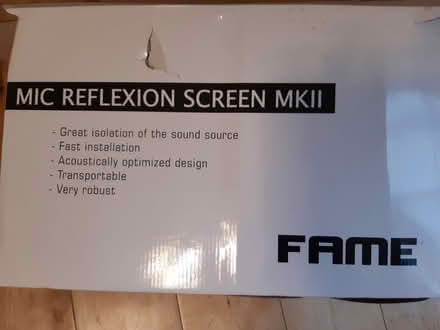 MIC REFLEXION SCREEN MKII
- Great isolation of the sound source
- Fast installation
- Acoustically optimized design
- Transportable
- Very robust
FAME